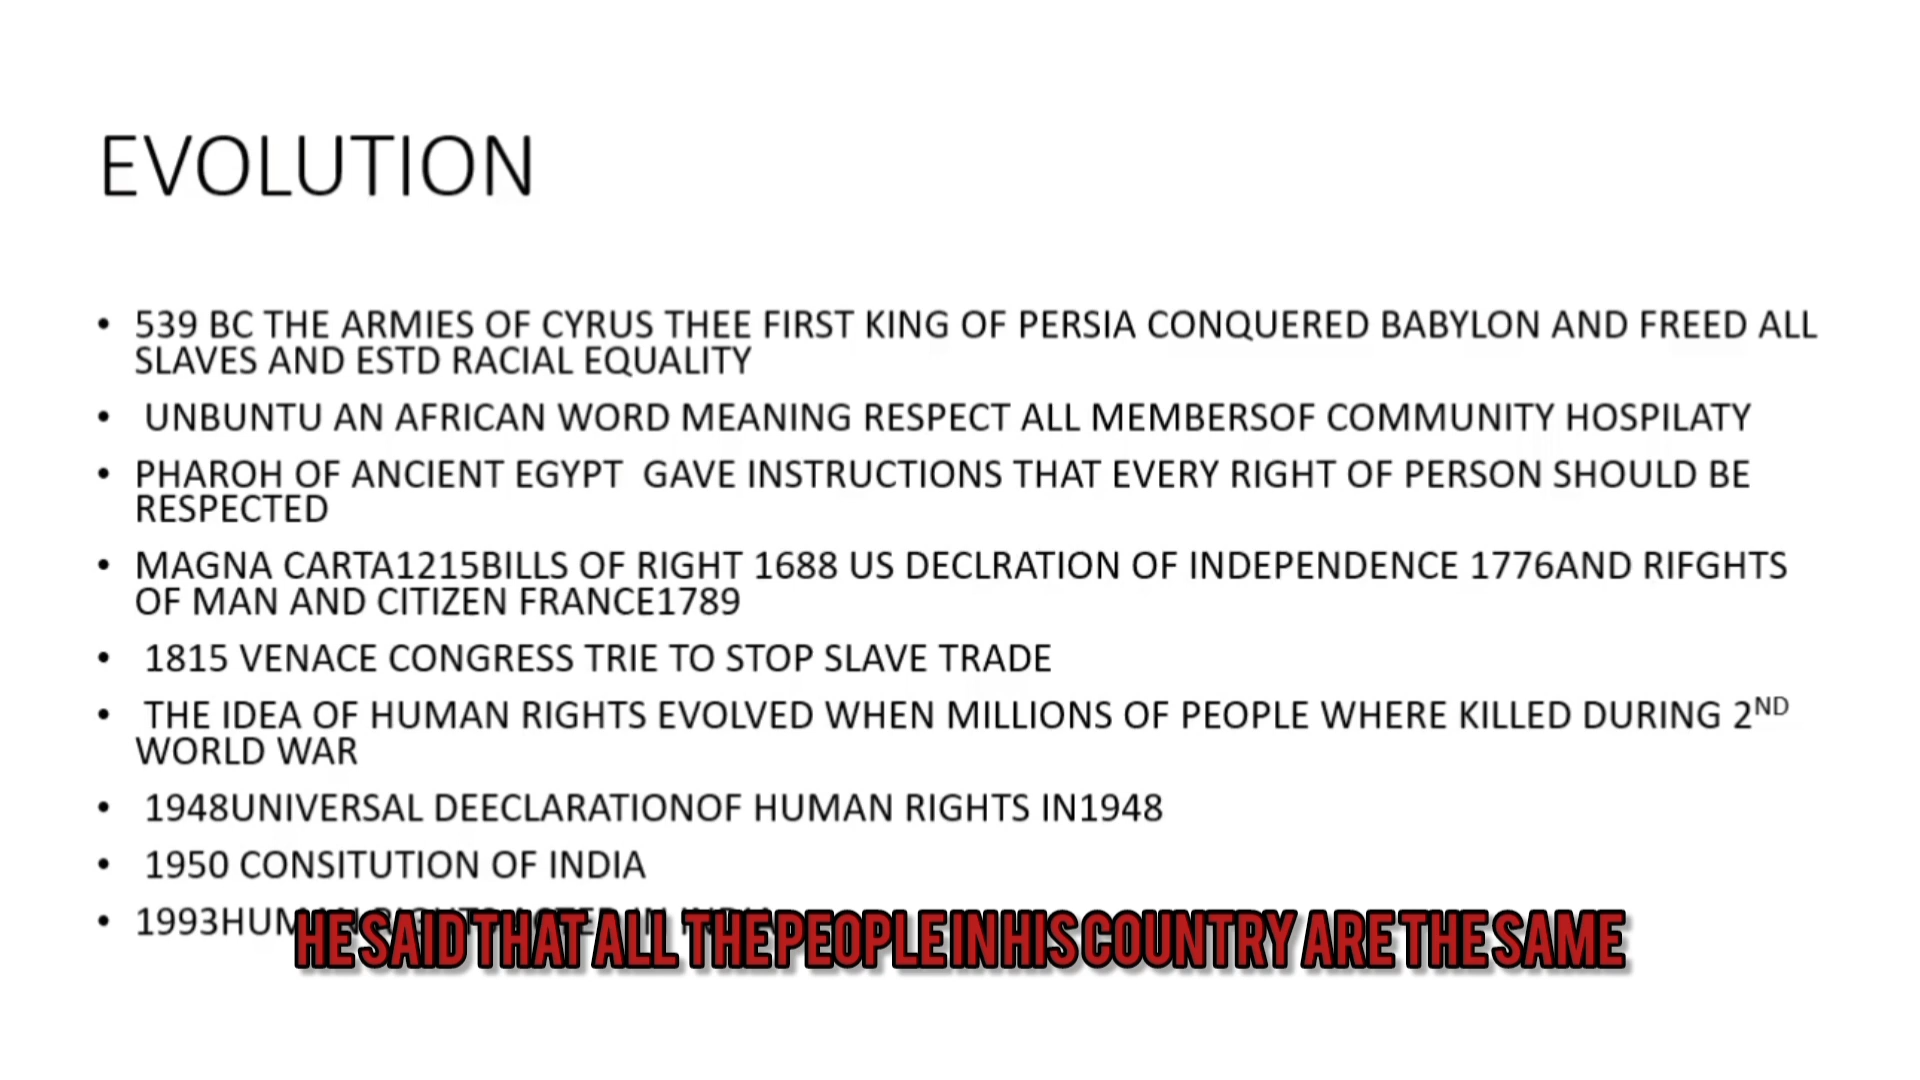 EVOLUTION
• 539 BC THE ARMIES OF CYRUS THEE FIRST KING OF PERSIA CONQUERED BABYLON AND FREED ALL
SLAVES AND ESTD RACIAL EQUALITY
• UNBUNTU AN AFRICAN WORD MEANING RESPECT ALL MEMBERSOF COMMUNITY HOSPILATY
• PHAROH OF ANCIENT EGYPT GAVE INSTRUCTIONS THAT EVERY RIGHT OF PERSON SHOULD BE
RESPECTED
• MAGNA CARTA1215BILLS OF RIGHT 1688 US DECLRATION OF INDEPENDENCE 1776AND RIFGHTS
OF MAN AND CITIZEN FRANCE1789
• 1815 VENACE CONGRESS TRIE TO STOP SLAVE TRADE
• THE IDEA OF HUMAN RIGHTS EVOLVED WHEN MILLIONS OF PEOPLE WHERE KILLED DURING 2ND
WORLD WAR
• 1948UNIVERSAL DEECLARATIONOF HUMAN RIGHTS IN1948
• 1950 CONSITUTION OF INDIA
• 1993HUMAN RIGHTS IN INDIA
HE SAID THAT ALL THE PEOPLE IN HIS COUNTRY ARE THE SAME